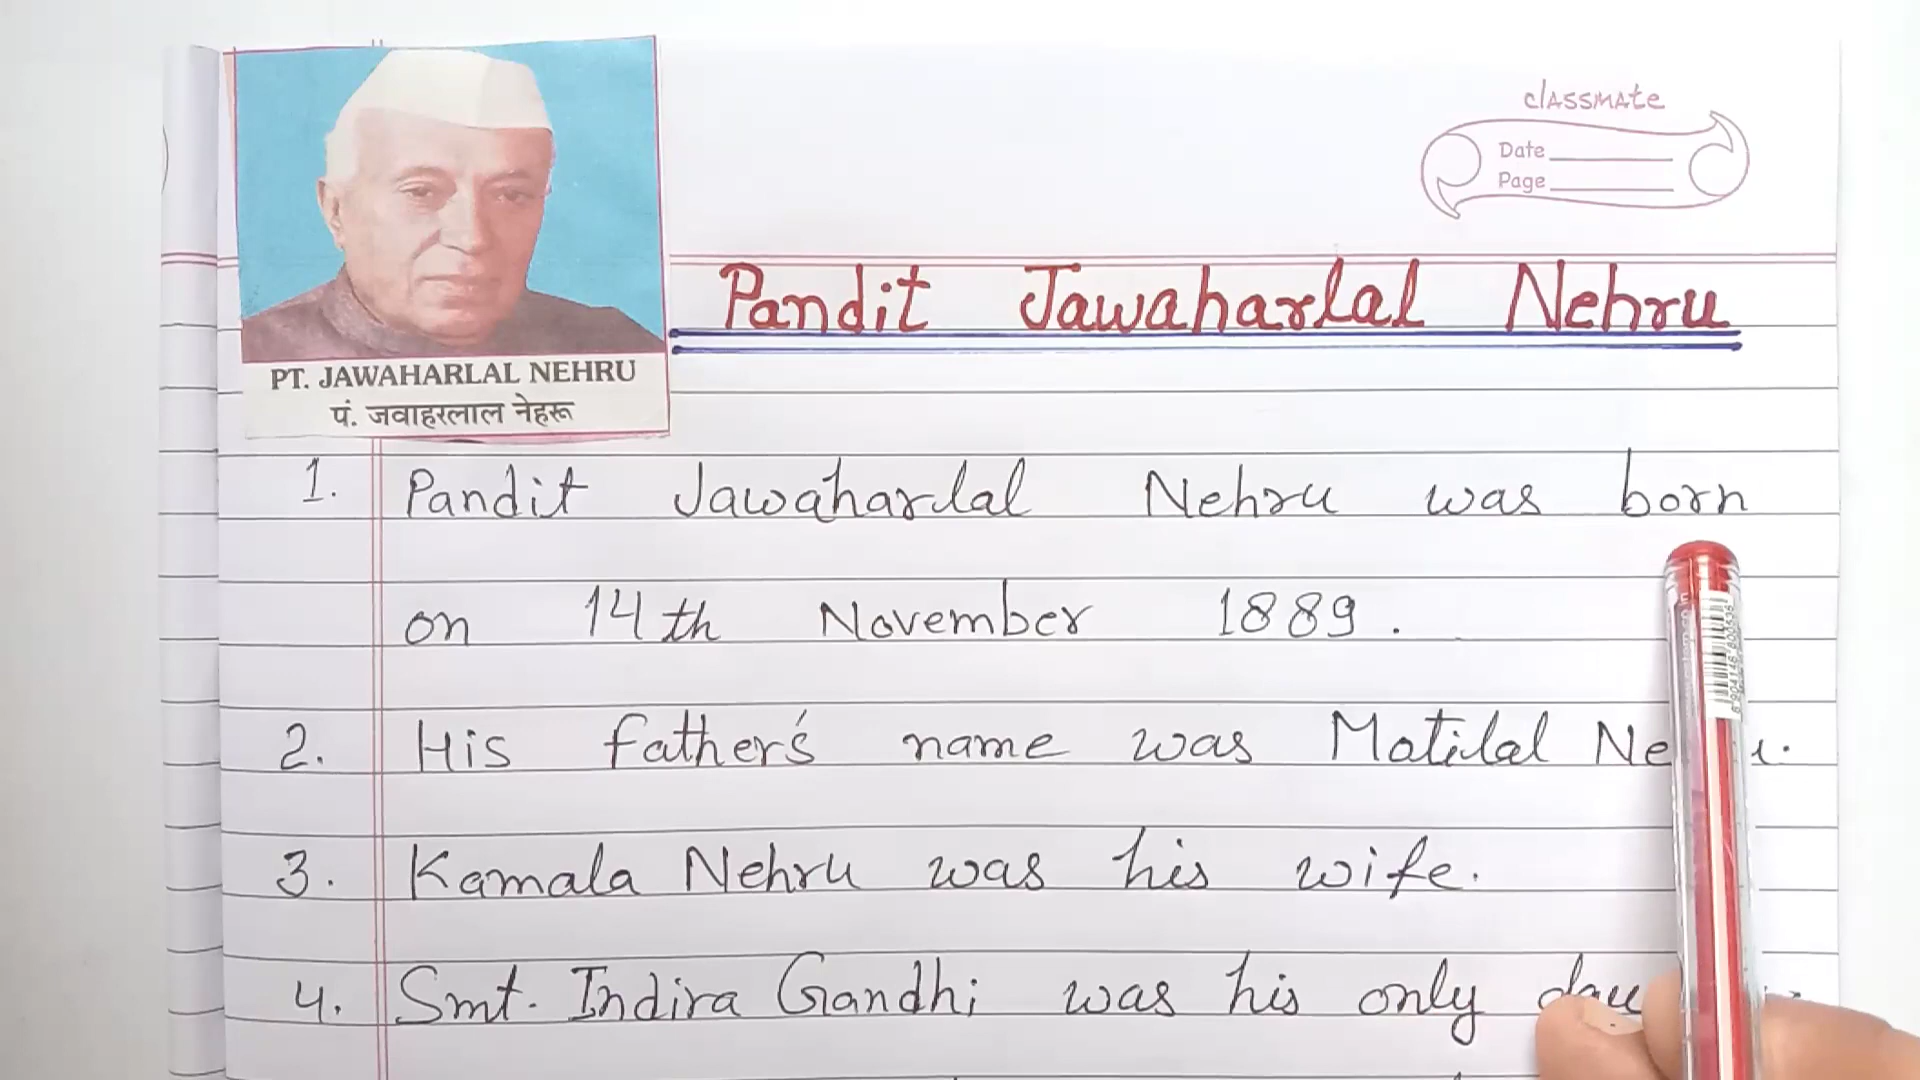 classmate
Date
Page
Pandit Jawaharlal Nehru
PT. JAWAHARLAL NEHRU
पं. जवाहरलाल नेहरू
1. Pandit Jawaharlal Nehru was born
on 14th November 1889.
2. His father's name was Motilal
3. Kamala Nehru was his wife.
4. Smt. Indira Gandhi was his only